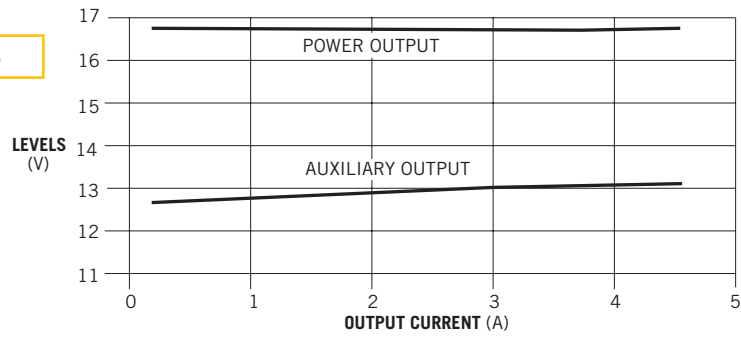 17
POWER OUTPUT
16
15
LEVELS
(V)
14
AUXILIARY OUTPUT
13
12
11
0 1 2 3 4 5
OUTPUT CURRENT (A)